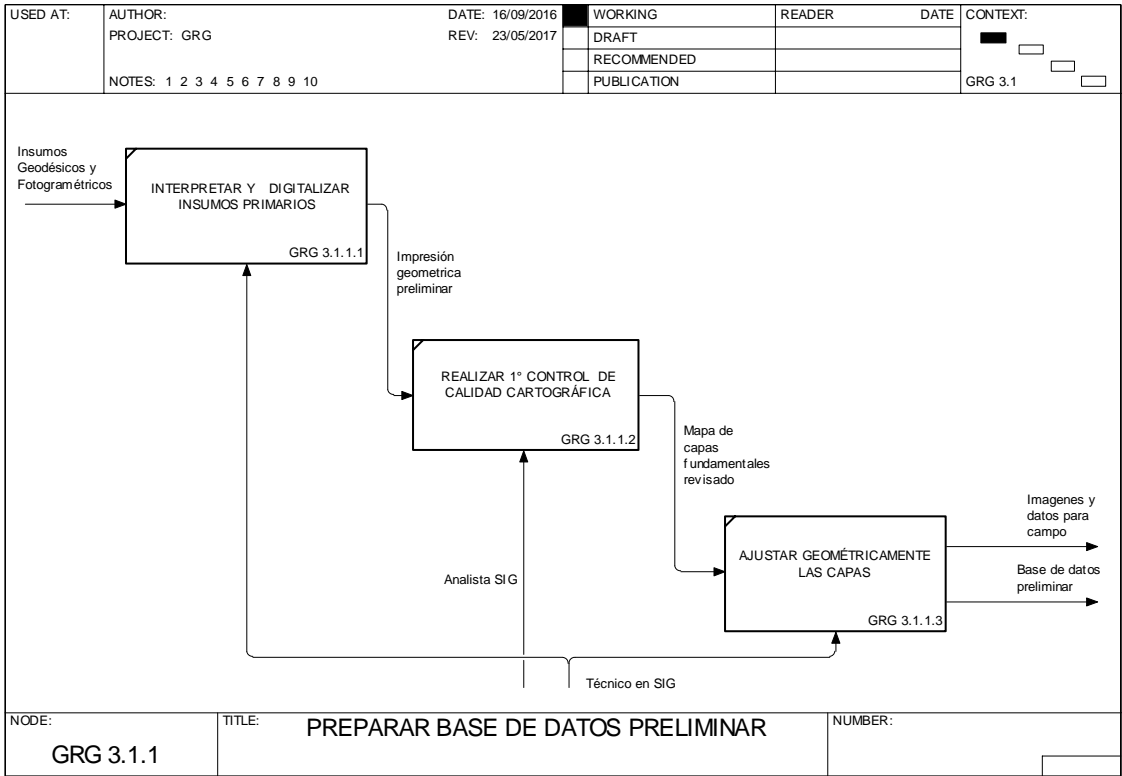 USED AT:
AUTHOR:
DATE: 16/09/2016
PROJECT: GRG
REV: 23/05/2017
NOTES: 1 2 3 4 5 6 7 8 9 10
WORKING
DRAFT
RECOMMENDED
PUBLICATION
READER
DATE
CONTEXT:
GRG 3.1
Insumos
Geodésicos y
Fotogramétricos
INTERPRETAR Y DIGITALIZAR
INSUMOS PRIMARIOS
GRG 3.1.1.1
Impresión
geometrica
preliminar
REALIZAR 1º CONTROL DE
CALIDAD CARTOGRÁFICA
GRG 3.1.1.2
Mapa de
capas
fundamentales
revisado
AJUSTAR GEOMÉTRICAMENTE
LAS CAPAS
GRG 3.1.1.3
Imagenes y
datos para
campo
Base de datos
preliminar
Analista SIG
Técnico en SIG
NODE:
GRG 3.1.1
TITLE:
PREPARAR BASE DE DATOS PRELIMINAR
NUMBER: